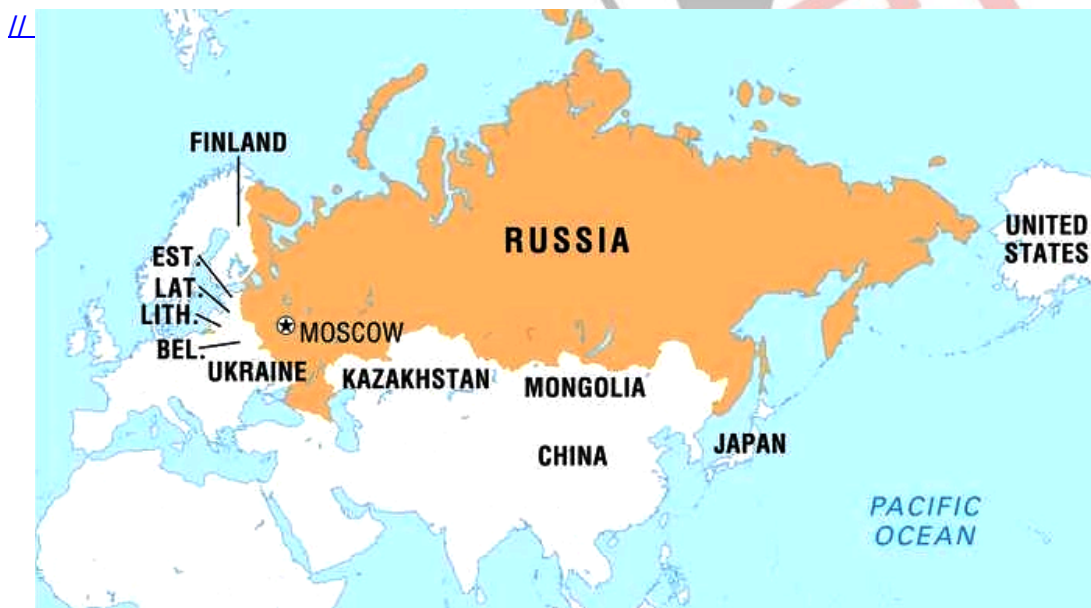 //
FINLAND
RUSSIA
UNITED
STATES
EST.
LAT.
LITH.
BEL.
MOSCOW
UKRAINE
KAZAKHSTAN
MONGOLIA
CHINA
JAPAN
PACIFIC
OCEAN